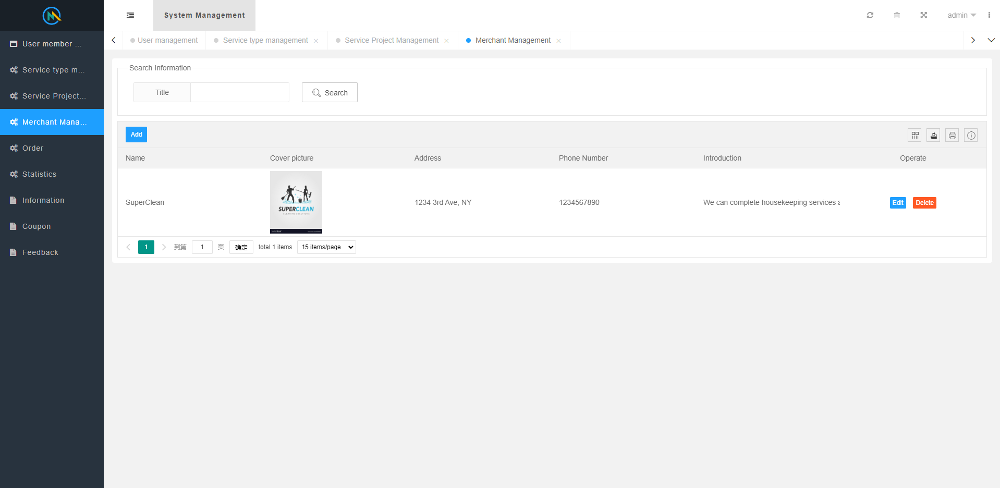 System Management
admin
User member ...
Service type m...
Service Project...
Merchant Mana...
Order
Statistics
Information
Coupon
Feedback
User management
Service type management
Service Project Management
Merchant Management
Search Information
Title
Search
Add
Name Cover picture Address Phone Number Introduction Operate
SuperClean
SUPERCLEAN
CLEANING SOLUTIONS
1234 3rd Ave, NY
1234567890
We can complete housekeeping services
Edit Delete
1 到第 1 页 确定 total 1 items 15 items/page